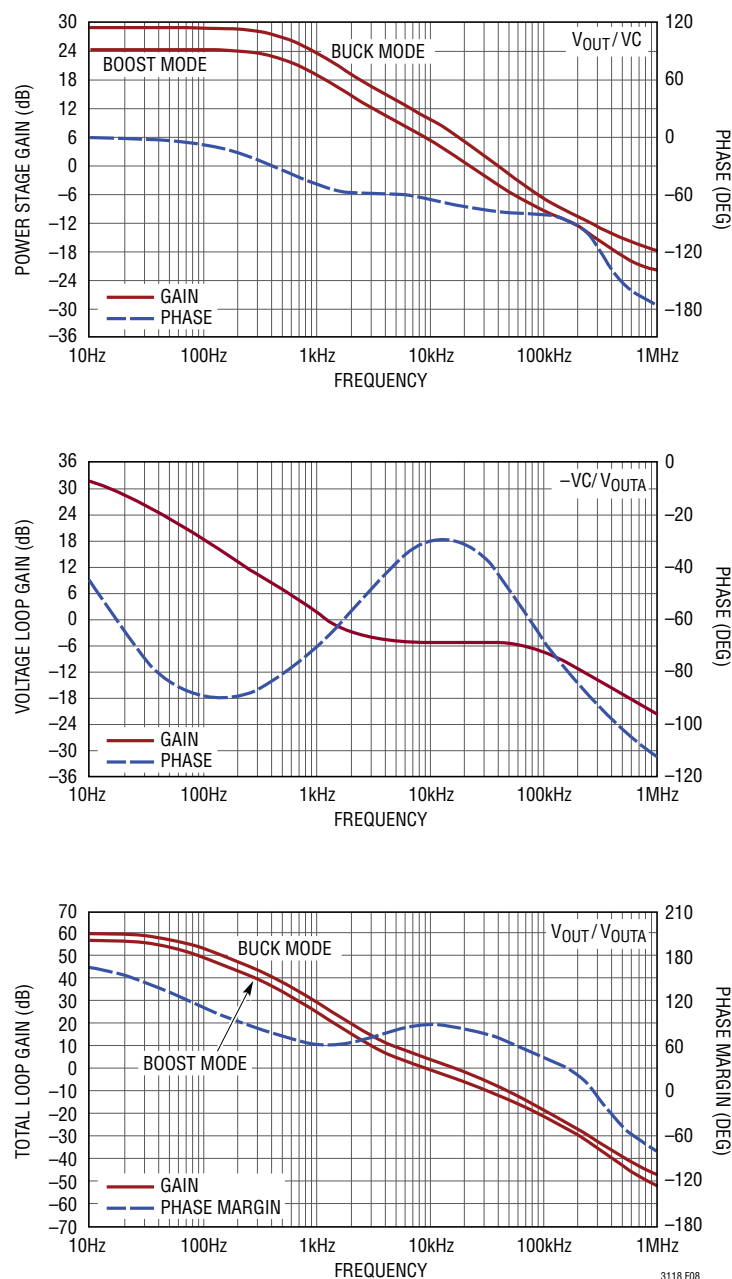 V_OUT/VC
BUCK MODE
BOOST MODE
POWER STAGE GAIN (dB)
30
24
18
12
6
0
–6
–12
–18
–24
–30
–36
PHASE (DEG)
120
90
60
0
–60
–120
–180
GAIN
PHASE
10Hz 100Hz 1kHz 10kHz 100kHz 1MHz
FREQUENCY
–VC/V_OUTA
VOLTAGE LOOP GAIN (dB)
36
30
24
18
12
6
0
–6
–12
–18
–24
–30
–36
PHASE (DEG)
0
–20
–40
–60
–80
–100
–120
GAIN
PHASE
10Hz 100Hz 1kHz 10kHz 100kHz 1MHz
FREQUENCY
V_OUT/V_OUTA
BUCK MODE
BOOST MODE
TOTAL LOOP GAIN (dB)
70
60
50
40
30
20
10
0
–10
–20
–30
–40
–50
–60
–70
PHASE MARGIN (DEG)
210
180
120
60
0
–60
–120
–180
GAIN
PHASE MARGIN
10Hz 100Hz 1kHz 10kHz 100kHz 1MHz
FREQUENCY
3118 F08